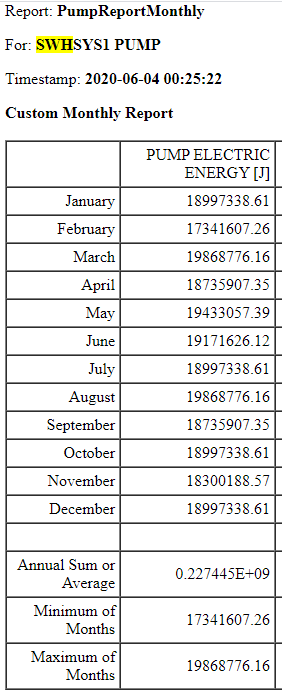 Report: PumpReportMonthly
For: SWHSYS1 PUMP
Timestamp: 2020-06-04 00:25:22
Custom Monthly Report
PUMP ELECTRIC
ENERGY [J]
January 18997338.61
February 17341607.26
March 19868776.16
April 18735907.35
May 19433057.39
June 19171626.12
July 18997338.61
August 19868776.16
September 18735907.35
October 18997338.61
November 18300188.57
December 18997338.61
Annual Sum or
Average 0.227445E+09
Minimum of
Months 17341607.26
Maximum of
Months 19868776.16